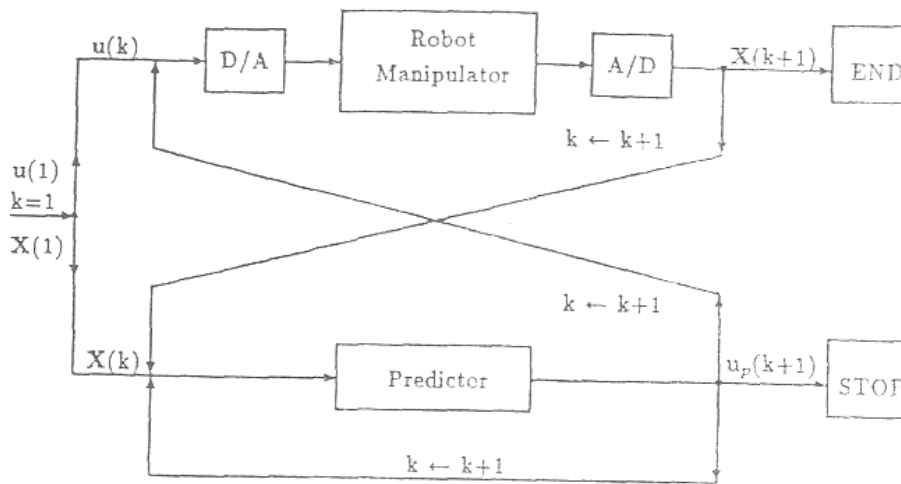 u(k)
D/A
Robot
Manipulator
A/D
X(k+1)
END
k ← k+1
u(1)
k=1
X(1)
k ← k+1
X(k)
Predictor
u_p(k+1)
STOP
k ← k+1